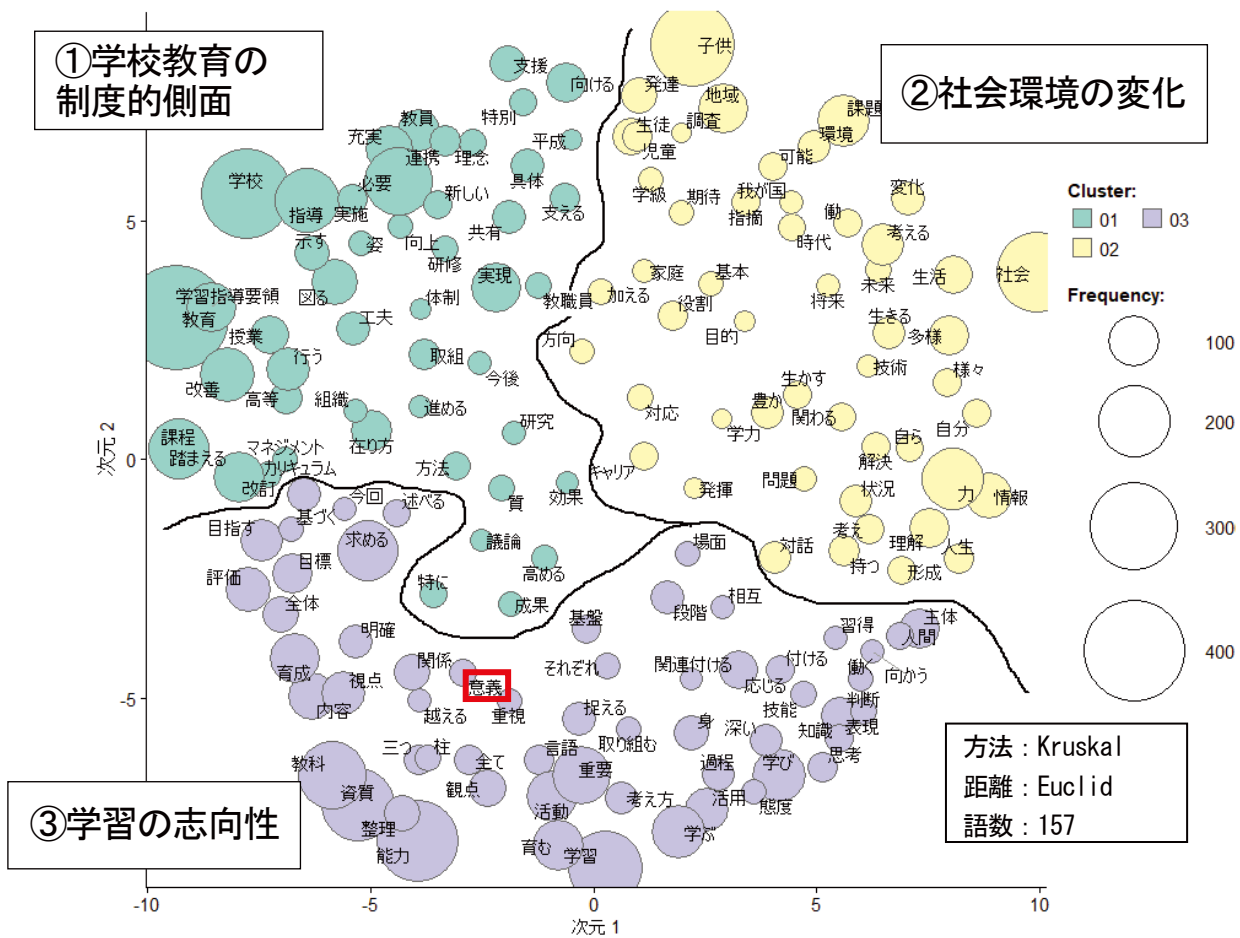 ①学校教育の
制度的側面
②社会環境の変化
③学習の志向性
Cluster:
01
03
02
Frequency:
100
200
300
400
方法：Kruskal
距離：Euclid
語数：157
次元 2
次元 1
5
0
-5
-10
-5
0
5
10
支援
向ける
特別
平成
教員
充実
連携
理念
具体
学校
必要
新しい
指導
実施
支える
共有
示す
姿
向上
研修
実現
教職員
学習指導要領
教育
図る
体制
授業
工夫
行う
取組
今後
改善
高等
組織
進める
研究
課程
踏まえる
在り方
マネジメント
カリキュラム
方法
改訂
質
効果
議論
高める
特に
成果
子供
発達
地域
課題
生徒
調査
環境
児童
可能
学級
期待
我が国
指摘
変化
働
時代
考える
家庭
基本
未来
生活
社会
加える
役割
将来
目的
生きる
多様
方向
技術
様々
生かす
豊か
関わる
対応
学力
自分
自ら
解決
キャリア
発揮
問題
状況
力
情報
考え
理解
人生
対話
持つ
形成
今回
述べる
目指す
基づく
求める
目標
評価
全体
場面
段階
相互
基盤
明確
習得
主体
人間
関係
それぞれ
関連付ける
付ける
働
向かう
育成
視点
意義
応じる
判断
内容
越える
重視
捉える
技能
表現
取り組む
身
深い
知識
三つ
柱
全て
言語
重要
過程
学び
思考
教科
観点
資質
活動
考え方
活用
態度
整理
学ぶ
能力
育む
学習